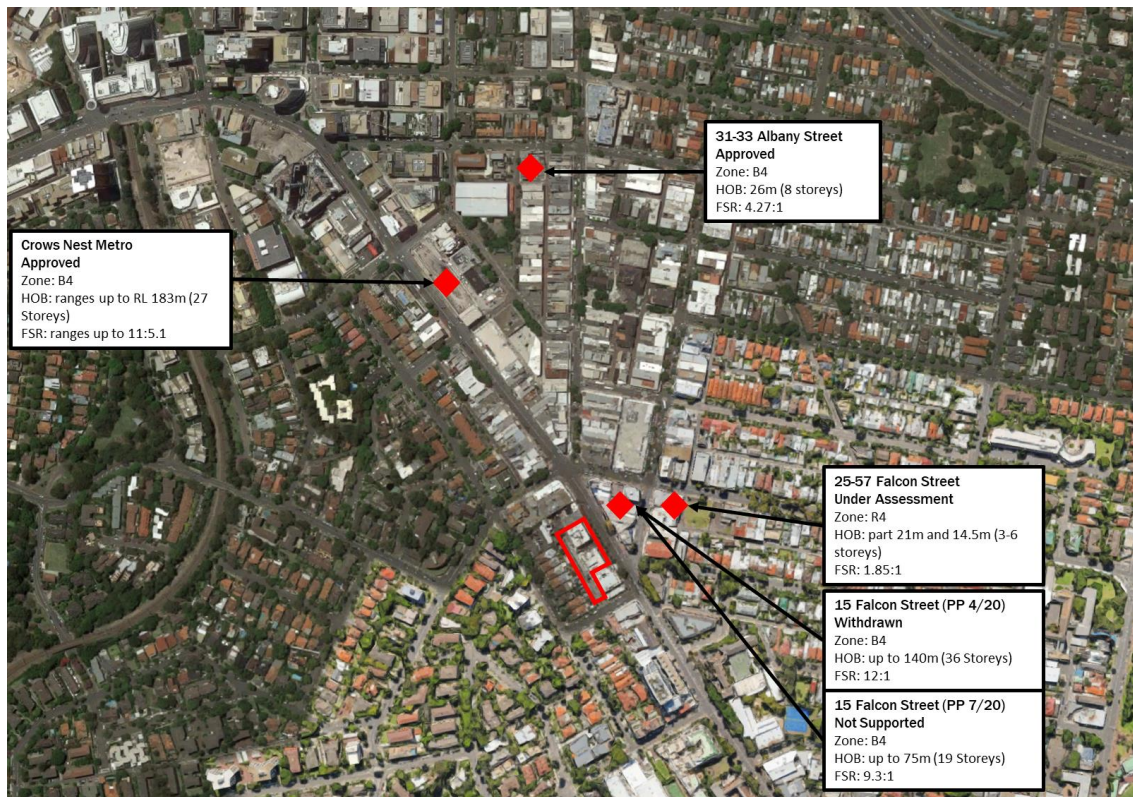 31-33 Albany Street
Approved
Zone: B4
HOB: 26m (8 storeys)
FSR: 4.27:1
Crows Nest Metro
Approved
Zone: B4
HOB: ranges up to RL 183m (27
Storeys)
FSR: ranges up to 11:5.1
25-57 Falcon Street
Under Assessment
Zone: R4
HOB: part 21m and 14.5m (3-6
storeys)
FSR: 1.85:1
15 Falcon Street (PP 4/20)
Withdrawn
Zone: B4
HOB: up to 140m (36 Storeys)
FSR: 12:1
15 Falcon Street (PP 7/20)
Not Supported
Zone: B4
HOB: up to 75m (19 Storeys)
FSR: 9.3:1